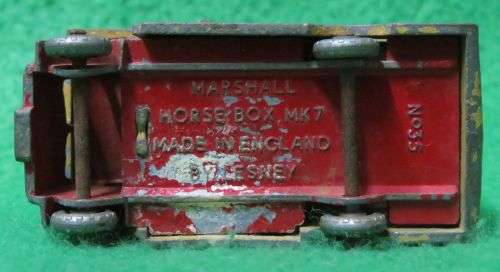 MARSHALL
HORSE BOX MK7
MADE IN ENGLAND
BY LESNEY
No35